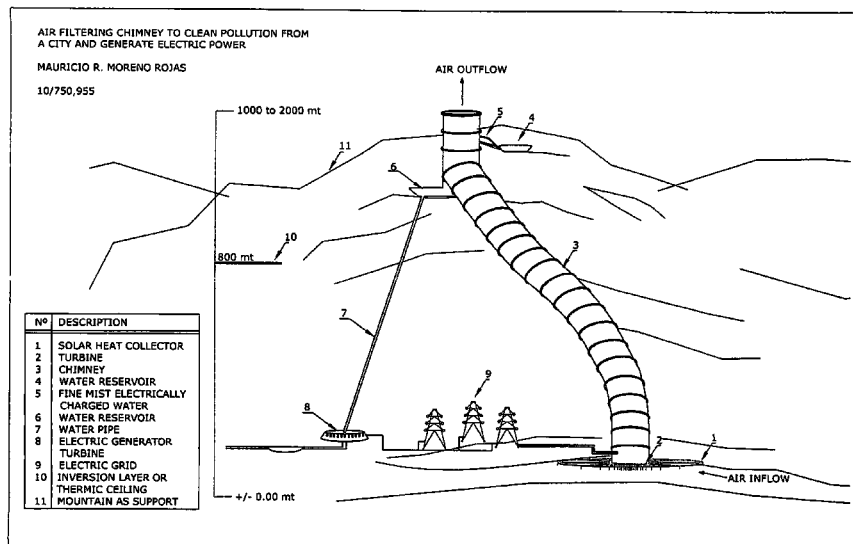 AIR FILTERING CHIMNEY TO CLEAN POLLUTION FROM
A CITY AND GENERATE ELECTRIC POWER
MAURICIO R. MORENO ROJAS
10/750,955
AIR OUTFLOW
1000 to 2000 mt
5
4
11
6
10
3
800 mt
7
9
8
2
1
AIR INFLOW
+/- 0.00 mt
Nº DESCRIPTION
1 SOLAR HEAT COLLECTOR
2 TURBINE
3 CHIMNEY
4 WATER RESERVOIR
5 FINE MIST ELECTRICALLY
CHARGED WATER
6 WATER RESERVOIR
7 WATER PIPE
8 ELECTRIC GENERATOR
TURBINE
9 ELECTRIC GRID
10 INVERSION LAYER OR
THERMIC CEILING
11 MOUNTAIN AS SUPPORT